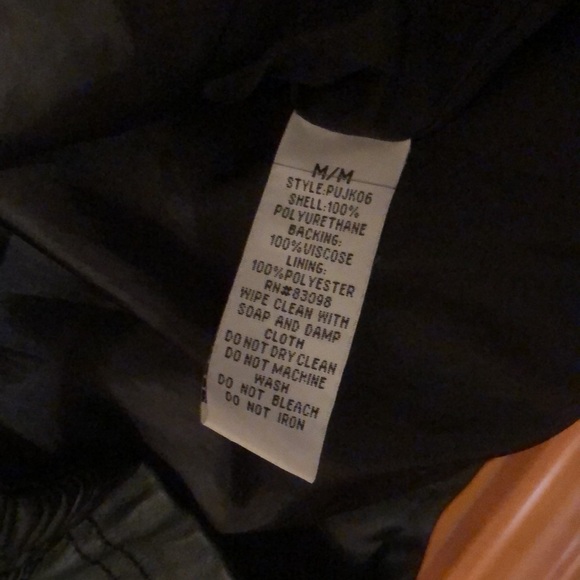 M/M
STYLE:PUJK06
SHELL:100%
POLYURETHANE
BACKING:
100%VISCOSE
LINING:
100%POLYESTER
RN#83098
WIPE CLEAN WITH
SOAP AND DAMP
CLOTH
DO NOT DRY CLEAN
DO NOT MACHINE
WASH
DO NOT BLEACH
DO NOT IRON